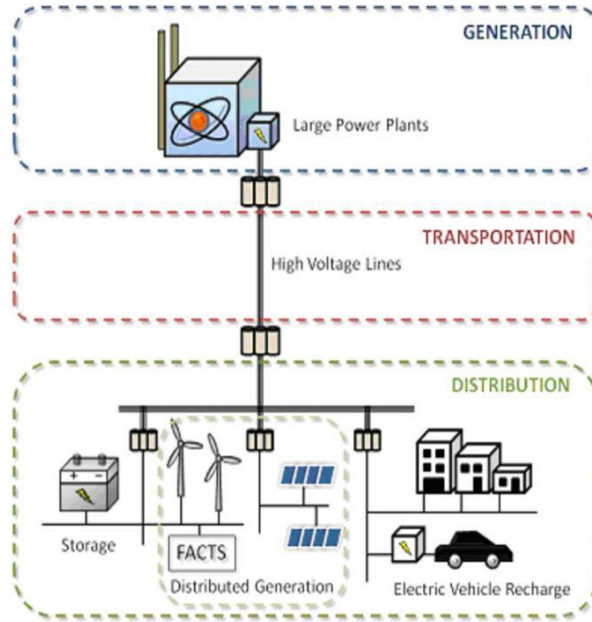 GENERATION
Large Power Plants
TRANSPORTATION
High Voltage Lines
DISTRIBUTION
Storage
FACTS
Distributed Generation
Electric Vehicle Recharge